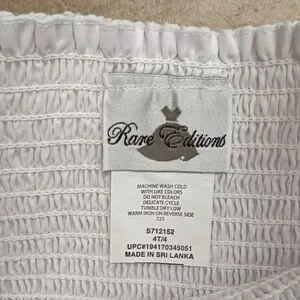 Rare Editions
MACHINE WASH COLD
WITH LIKE COLORS
DO NOT BLEACH
DELICATE CYCLE
TUMBLE DRY LOW
WARM IRON ON REVERSE SIDE
725
S712152
4T/4
UPC#194170345051
MADE IN SRI LANKA